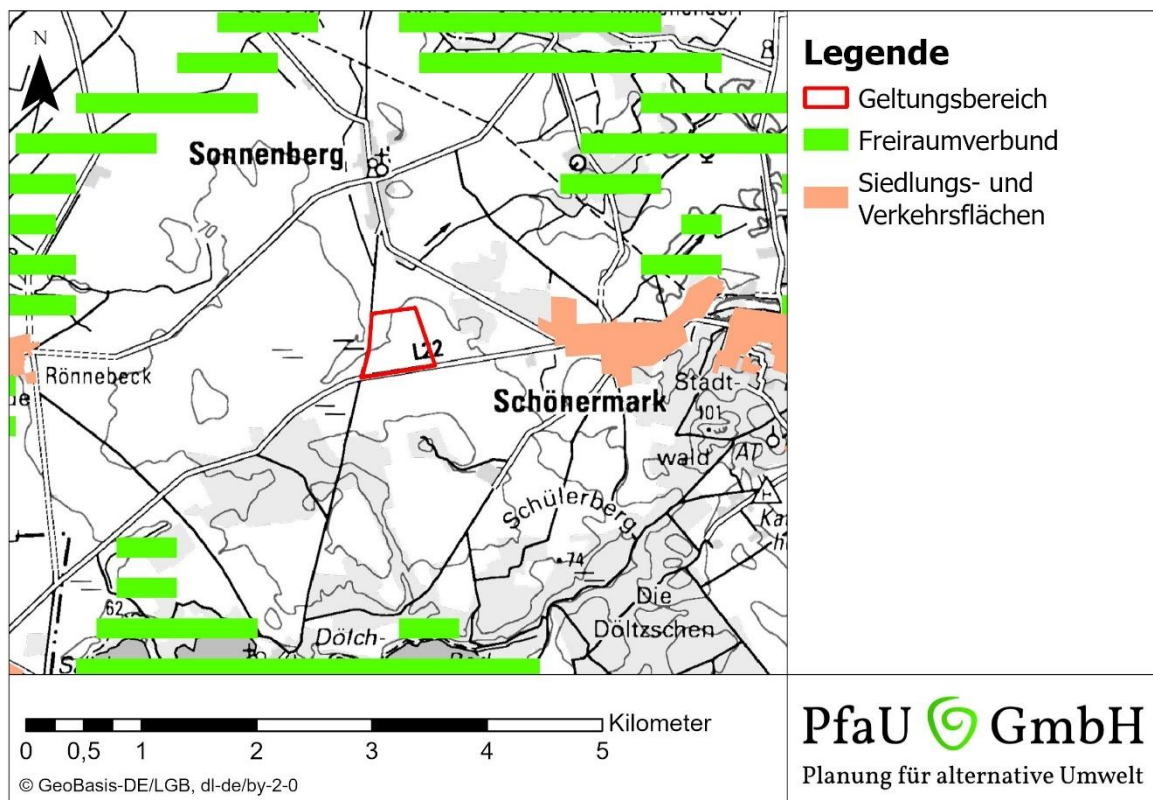 N
Sonnenberg
L22
Rönnebeck
Schönermark
Stadt-
101
wald
AT
Schülerberg
74
Die
Döltzschen
62
Dölch-
Legende
Geltungsbereich
Freiraumverbund
Siedlungs- und
Verkehrsflächen
Kilometer
0 0,5 1 2 3 4 5
© GeoBasis-DE/LGB, dl-de/by-2-0
PfaU GmbH
Planung für alternative Umwelt